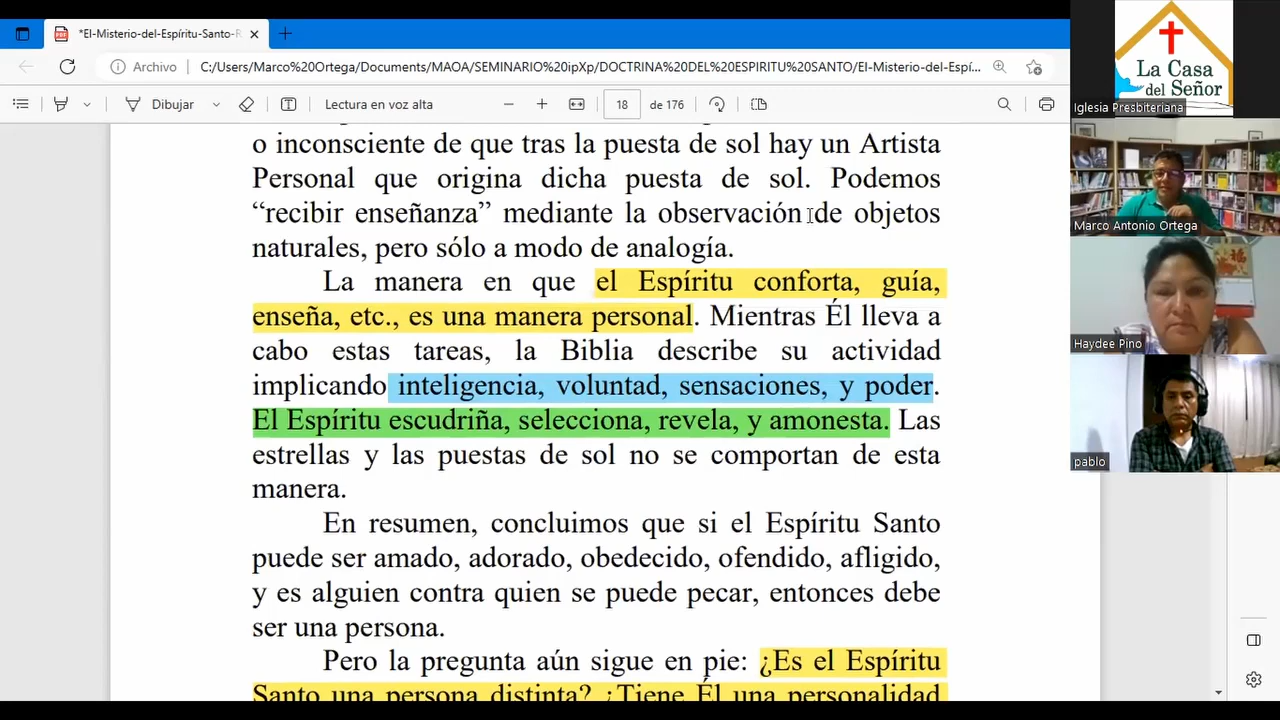 *El-Misterio-del-Espíritu-Santo-R
Archivo
C:/Users/Marco%20Ortega/Documents/MAOA/SEMINARIO%20ipXp/DOCTRINA%20DEL%20ESPIRITU%20SANTO/El-Misterio-del-Espí...
Dibujar
Lectura en voz alta
18
de 176
o inconsciente de que tras la puesta de sol hay un Artista
Personal que origina dicha puesta de sol. Podemos
“recibir enseñanza” mediante la observación de objetos
naturales, pero sólo a modo de analogía.
La manera en que el Espíritu conforta, guía,
enseña, etc., es una manera personal. Mientras Él lleva a
cabo estas tareas, la Biblia describe su actividad
implicando inteligencia, voluntad, sensaciones, y poder.
El Espíritu escudriña, selecciona, revela, y amonesta. Las
estrellas y las puestas de sol no se comportan de esta
manera.
En resumen, concluimos que si el Espíritu Santo
puede ser amado, adorado, obedecido, ofendido, afligido,
y es alguien contra quien se puede pecar, entonces debe
ser una persona.
Pero la pregunta aún sigue en pie: ¿Es el Espíritu
Santo una persona distinta? ¿Tiene Él una personalidad
La Casa
del Señor
Iglesia Presbiteriana
Marco Antonio Ortega
Haydee Pino
pablo